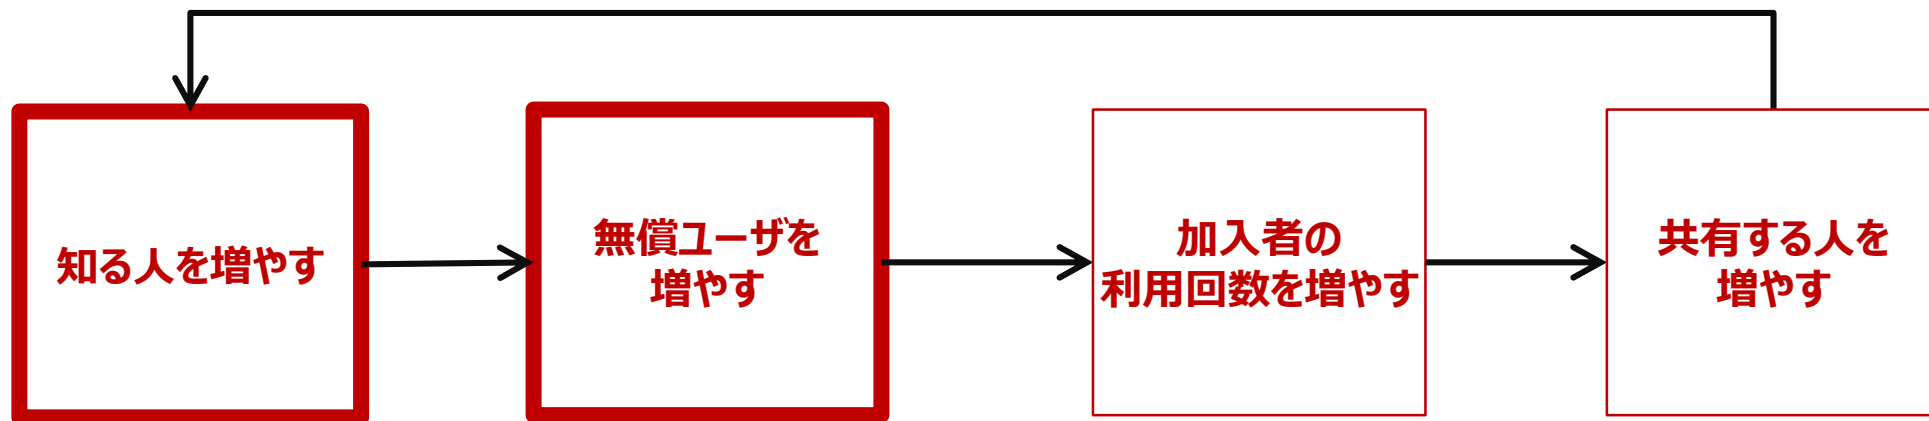 知る人を増やす
無償ユーザを
増やす
加入者の
利用回数を増やす
共有する人を
増やす